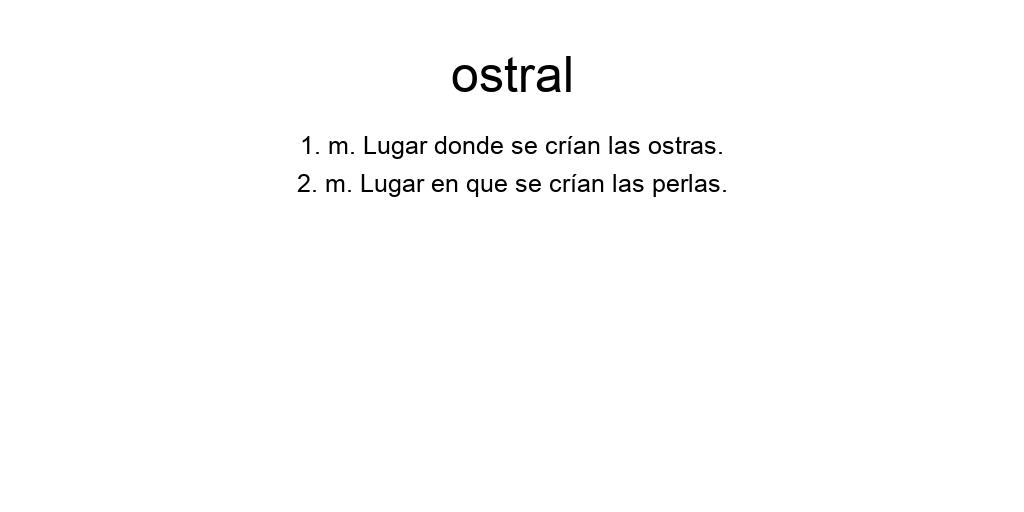 ostral
1. m. Lugar donde se crían las ostras.
2. m. Lugar en que se crían las perlas.